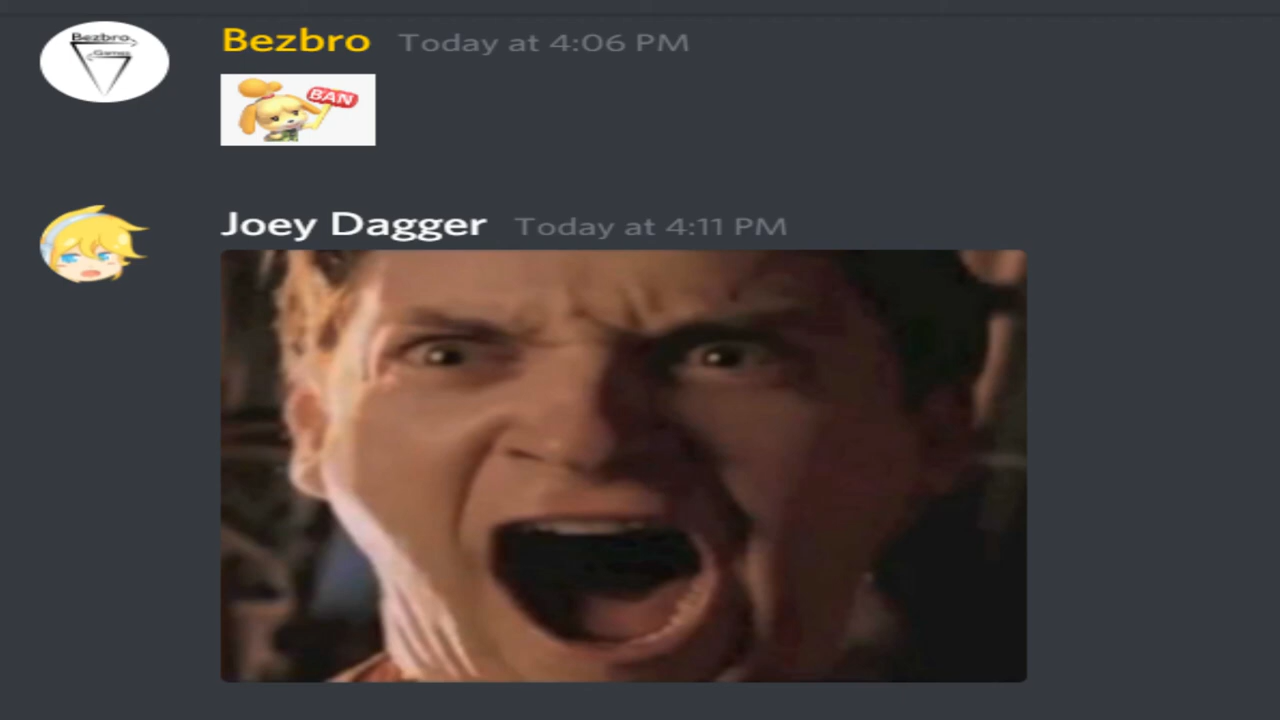 Bezbro
Games
Bezbro Today at 4:06 PM
BAN
Joey Dagger Today at 4:11 PM